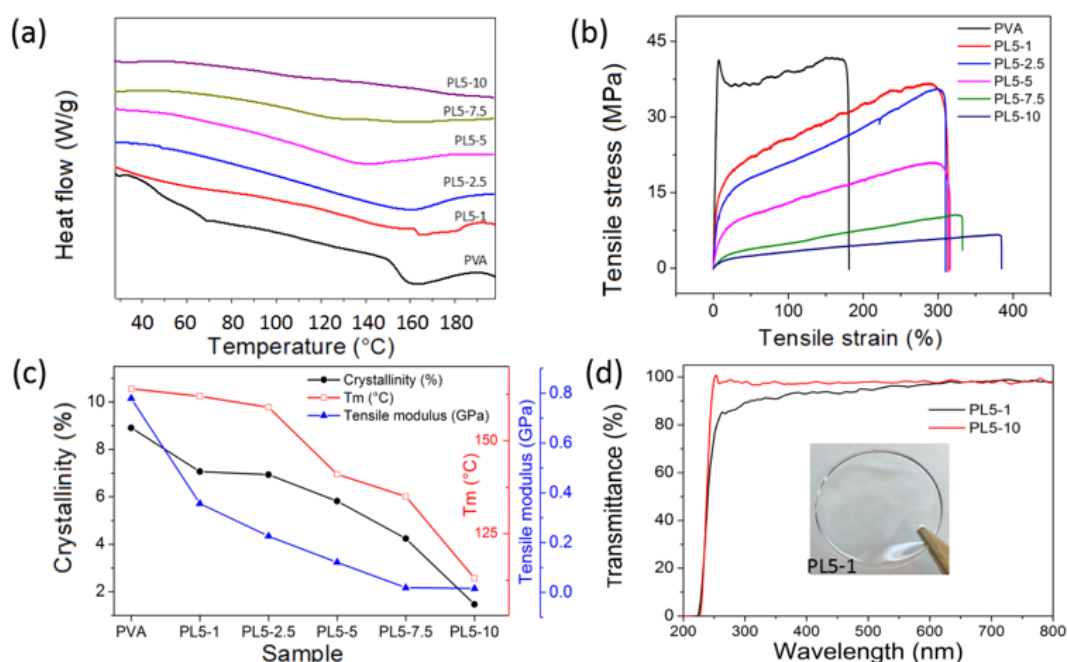 (a)
Heat flow (W/g)
PL5-10
PL5-7.5
PL5-5
PL5-2.5
PL5-1
PVA
40 60 80 100 120 140 160 180
Temperature (°C)
(b)
Tensile stress (MPa)
45
30
15
0
PVA
PL5-1
PL5-2.5
PL5-5
PL5-7.5
PL5-10
0 100 200 300 400
Tensile strain (%)
(c)
Crystallinity (%)
10
8
6
4
2
Crystallinity (%)
Tm (°C)
Tensile modulus (GPa)
150
125
Tm (°C)
0.8
0.6
0.4
0.2
0.0
Tensile modulus (GPa)
PVA PL5-1 PL5-2.5 PL5-5 PL5-7.5 PL5-10
Sample
(d)
Transmittance (%)
100
80
60
40
20
0
PL5-1
PL5-10
PL5-1
200 300 400 500 600 700 800
Wavelength (nm)